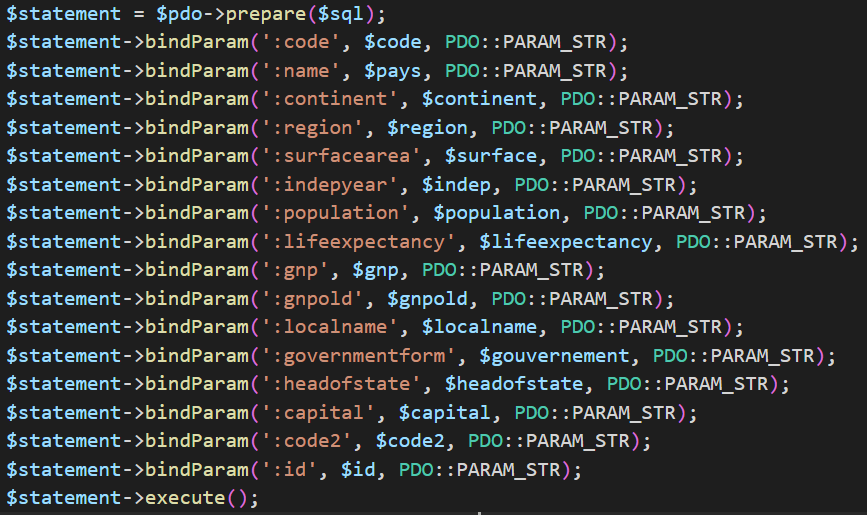 $statement = $pdo->prepare($sql);
$statement->bindParam(':code', $code, PDO::PARAM_STR);
$statement->bindParam(':name', $pays, PDO::PARAM_STR);
$statement->bindParam(':continent', $continent, PDO::PARAM_STR);
$statement->bindParam(':region', $region, PDO::PARAM_STR);
$statement->bindParam(':surfacearea', $surface, PDO::PARAM_STR);
$statement->bindParam(':indepyear', $indep, PDO::PARAM_STR);
$statement->bindParam(':population', $population, PDO::PARAM_STR);
$statement->bindParam(':lifeexpectancy', $lifeexpectancy, PDO::PARAM_STR);
$statement->bindParam(':gnp', $gnp, PDO::PARAM_STR);
$statement->bindParam(':gnpold', $gnpold, PDO::PARAM_STR);
$statement->bindParam(':localname', $localname, PDO::PARAM_STR);
$statement->bindParam(':governmentform', $gouvernement, PDO::PARAM_STR);
$statement->bindParam(':headofstate', $headofstate, PDO::PARAM_STR);
$statement->bindParam(':capital', $capital, PDO::PARAM_STR);
$statement->bindParam(':code2', $code2, PDO::PARAM_STR);
$statement->bindParam(':id', $id, PDO::PARAM_STR);
$statement->execute();